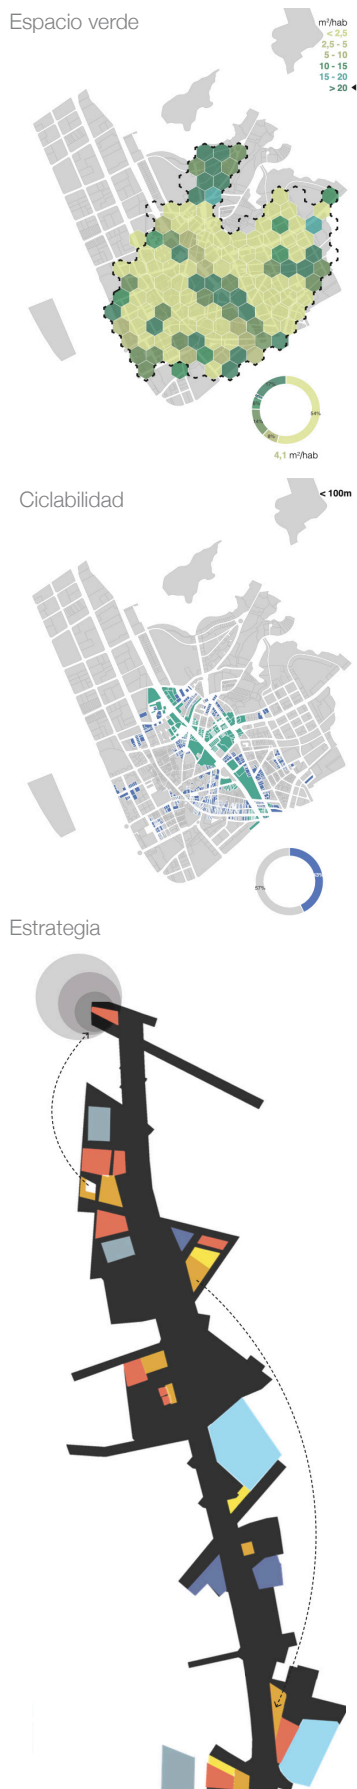 Espacio verde
m²/hab
< 2,5
2,5 - 5
5 - 10
10 - 15
15 - 20
> 20
4,1 m²/hab
Ciclabilidad
< 100m
57%
Estrategia